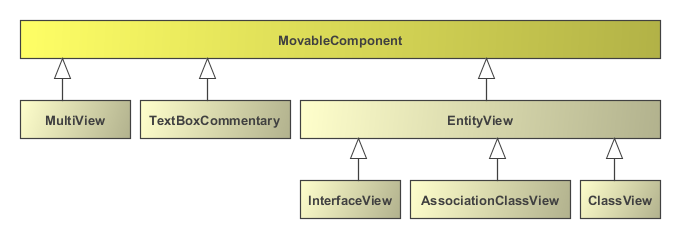 MovableComponent
MultiView
TextBoxCommentary
EntityView
InterfaceView
AssociationClassView
ClassView